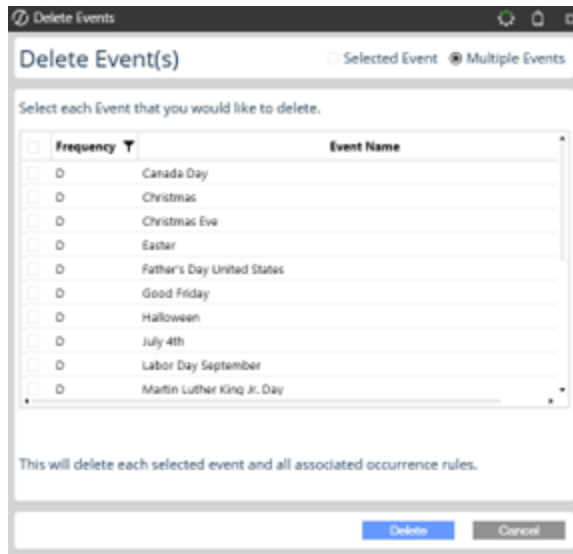 Delete Events
Delete Event(s)
Selected Event Multiple Events
Select each Event that you would like to delete.
Frequency Event Name
D Canada Day
D Christmas
D Christmas Eve
D Easter
D Father's Day United States
D Good Friday
D Halloween
D July 4th
D Labor Day September
D Martin Luther King Jr. Day
This will delete each selected event and all associated occurrence rules.
Delete Cancel